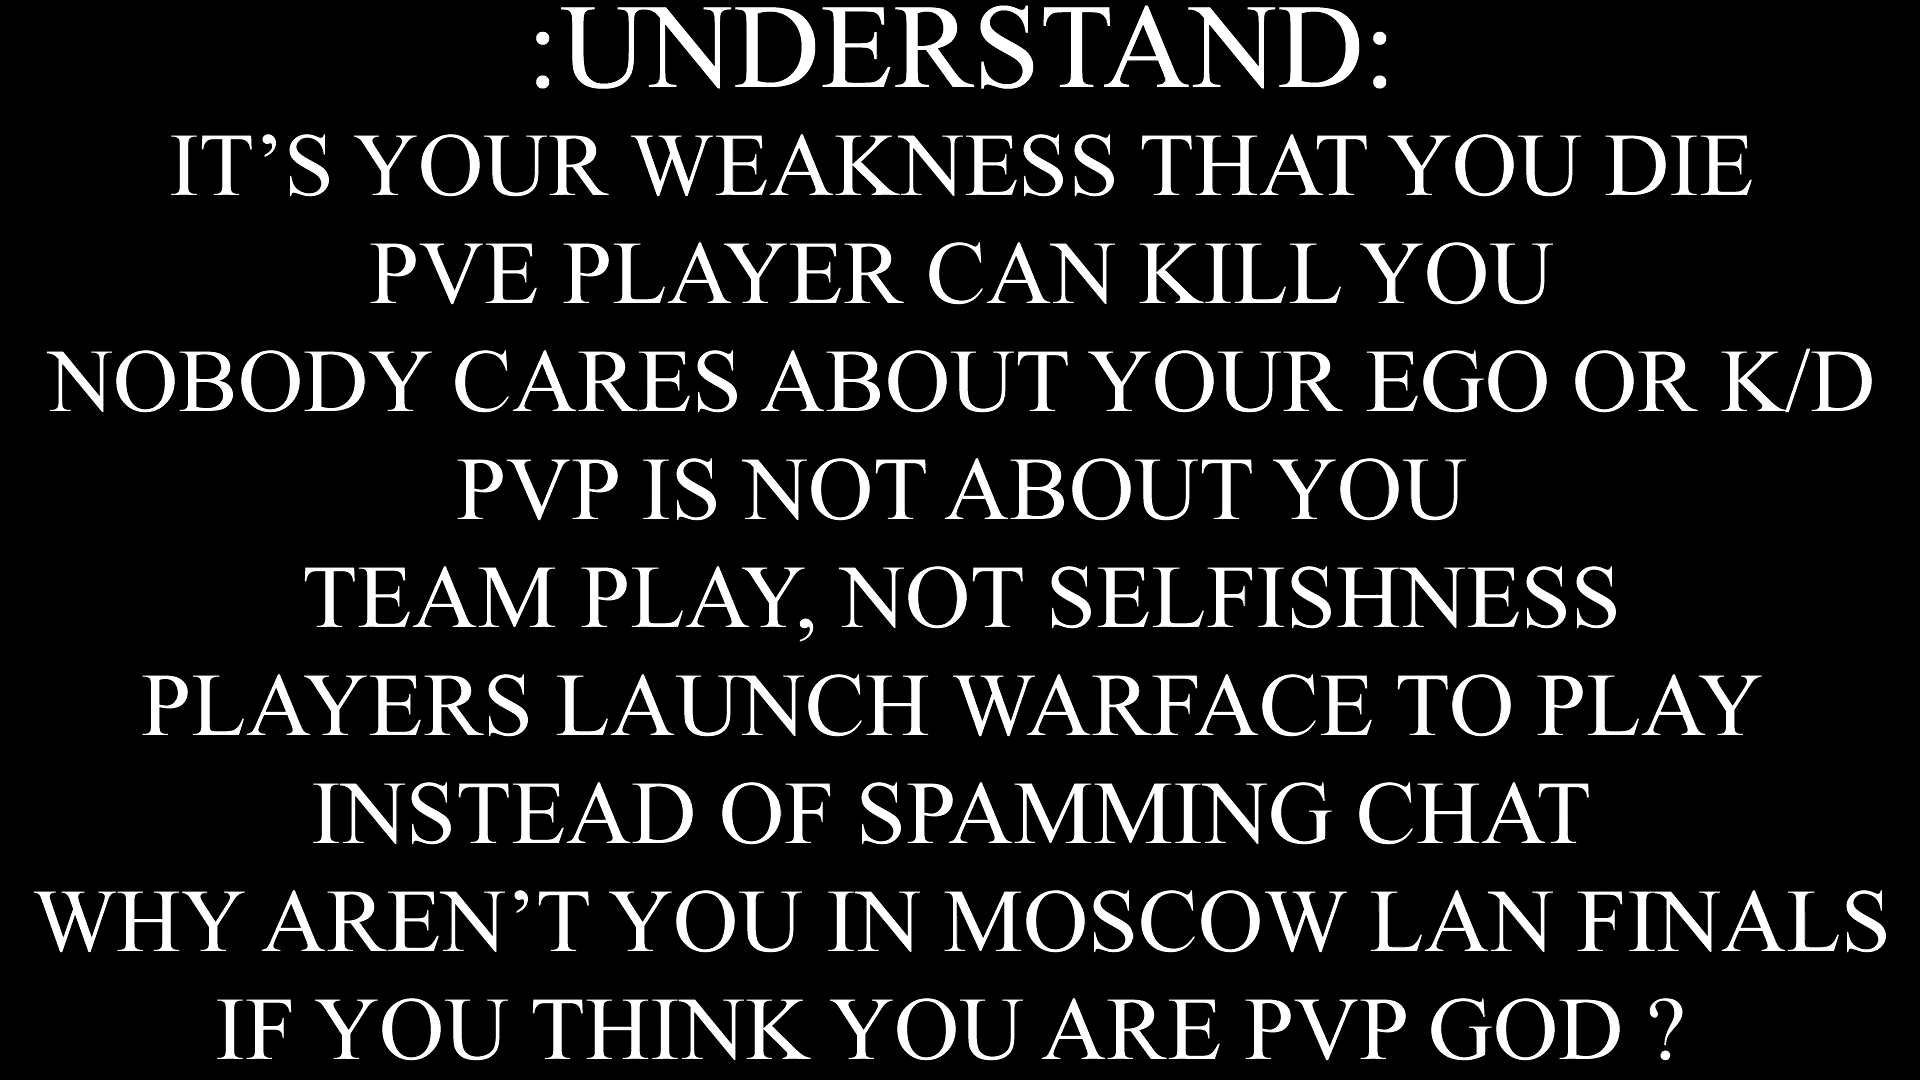 :UNDERSTAND:
IT’S YOUR WEAKNESS THAT YOU DIE
PVE PLAYER CAN KILL YOU
NOBODY CARES ABOUT YOUR EGO OR K/D
PVP IS NOT ABOUT YOU
TEAM PLAY, NOT SELFISHNESS
PLAYERS LAUNCH WARFACE TO PLAY
INSTEAD OF SPAMMING CHAT
WHY AREN’T YOU IN MOSCOW LAN FINALS
IF YOU THINK YOU ARE PVP GOD ?